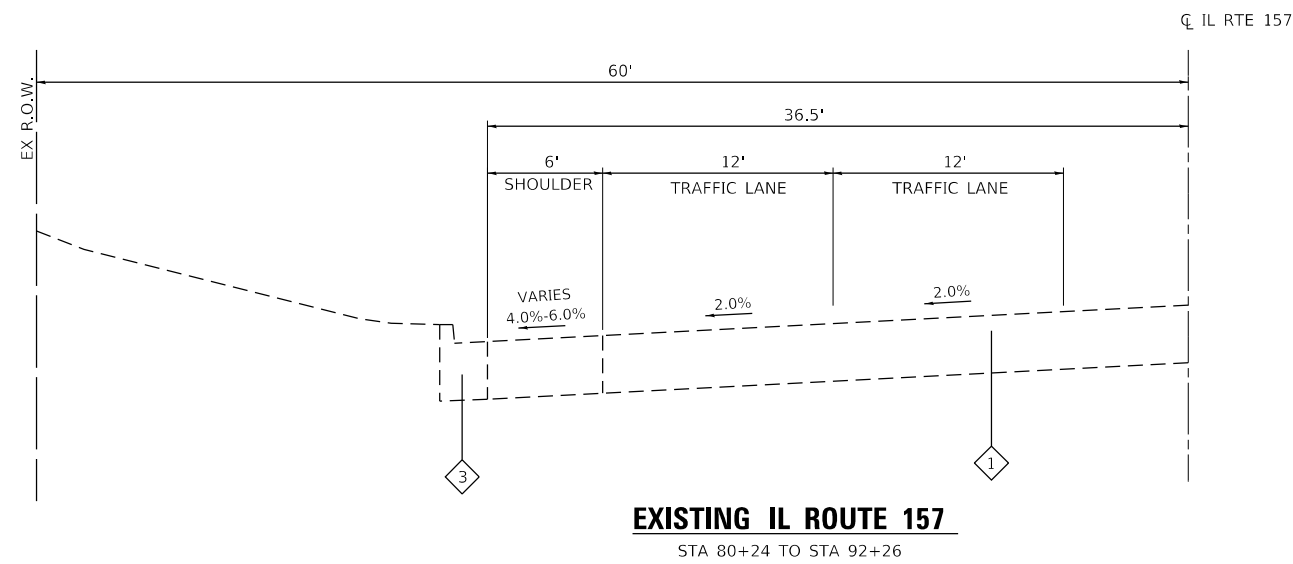 ℄ IL RTE 157
60'
EX R.O.W.
36.5'
6'
SHOULDER
12'
TRAFFIC LANE
12'
TRAFFIC LANE
VARIES
4.0%-6.0%
2.0%
2.0%
3
1
EXISTING IL ROUTE 157
STA 80+24 TO STA 92+26